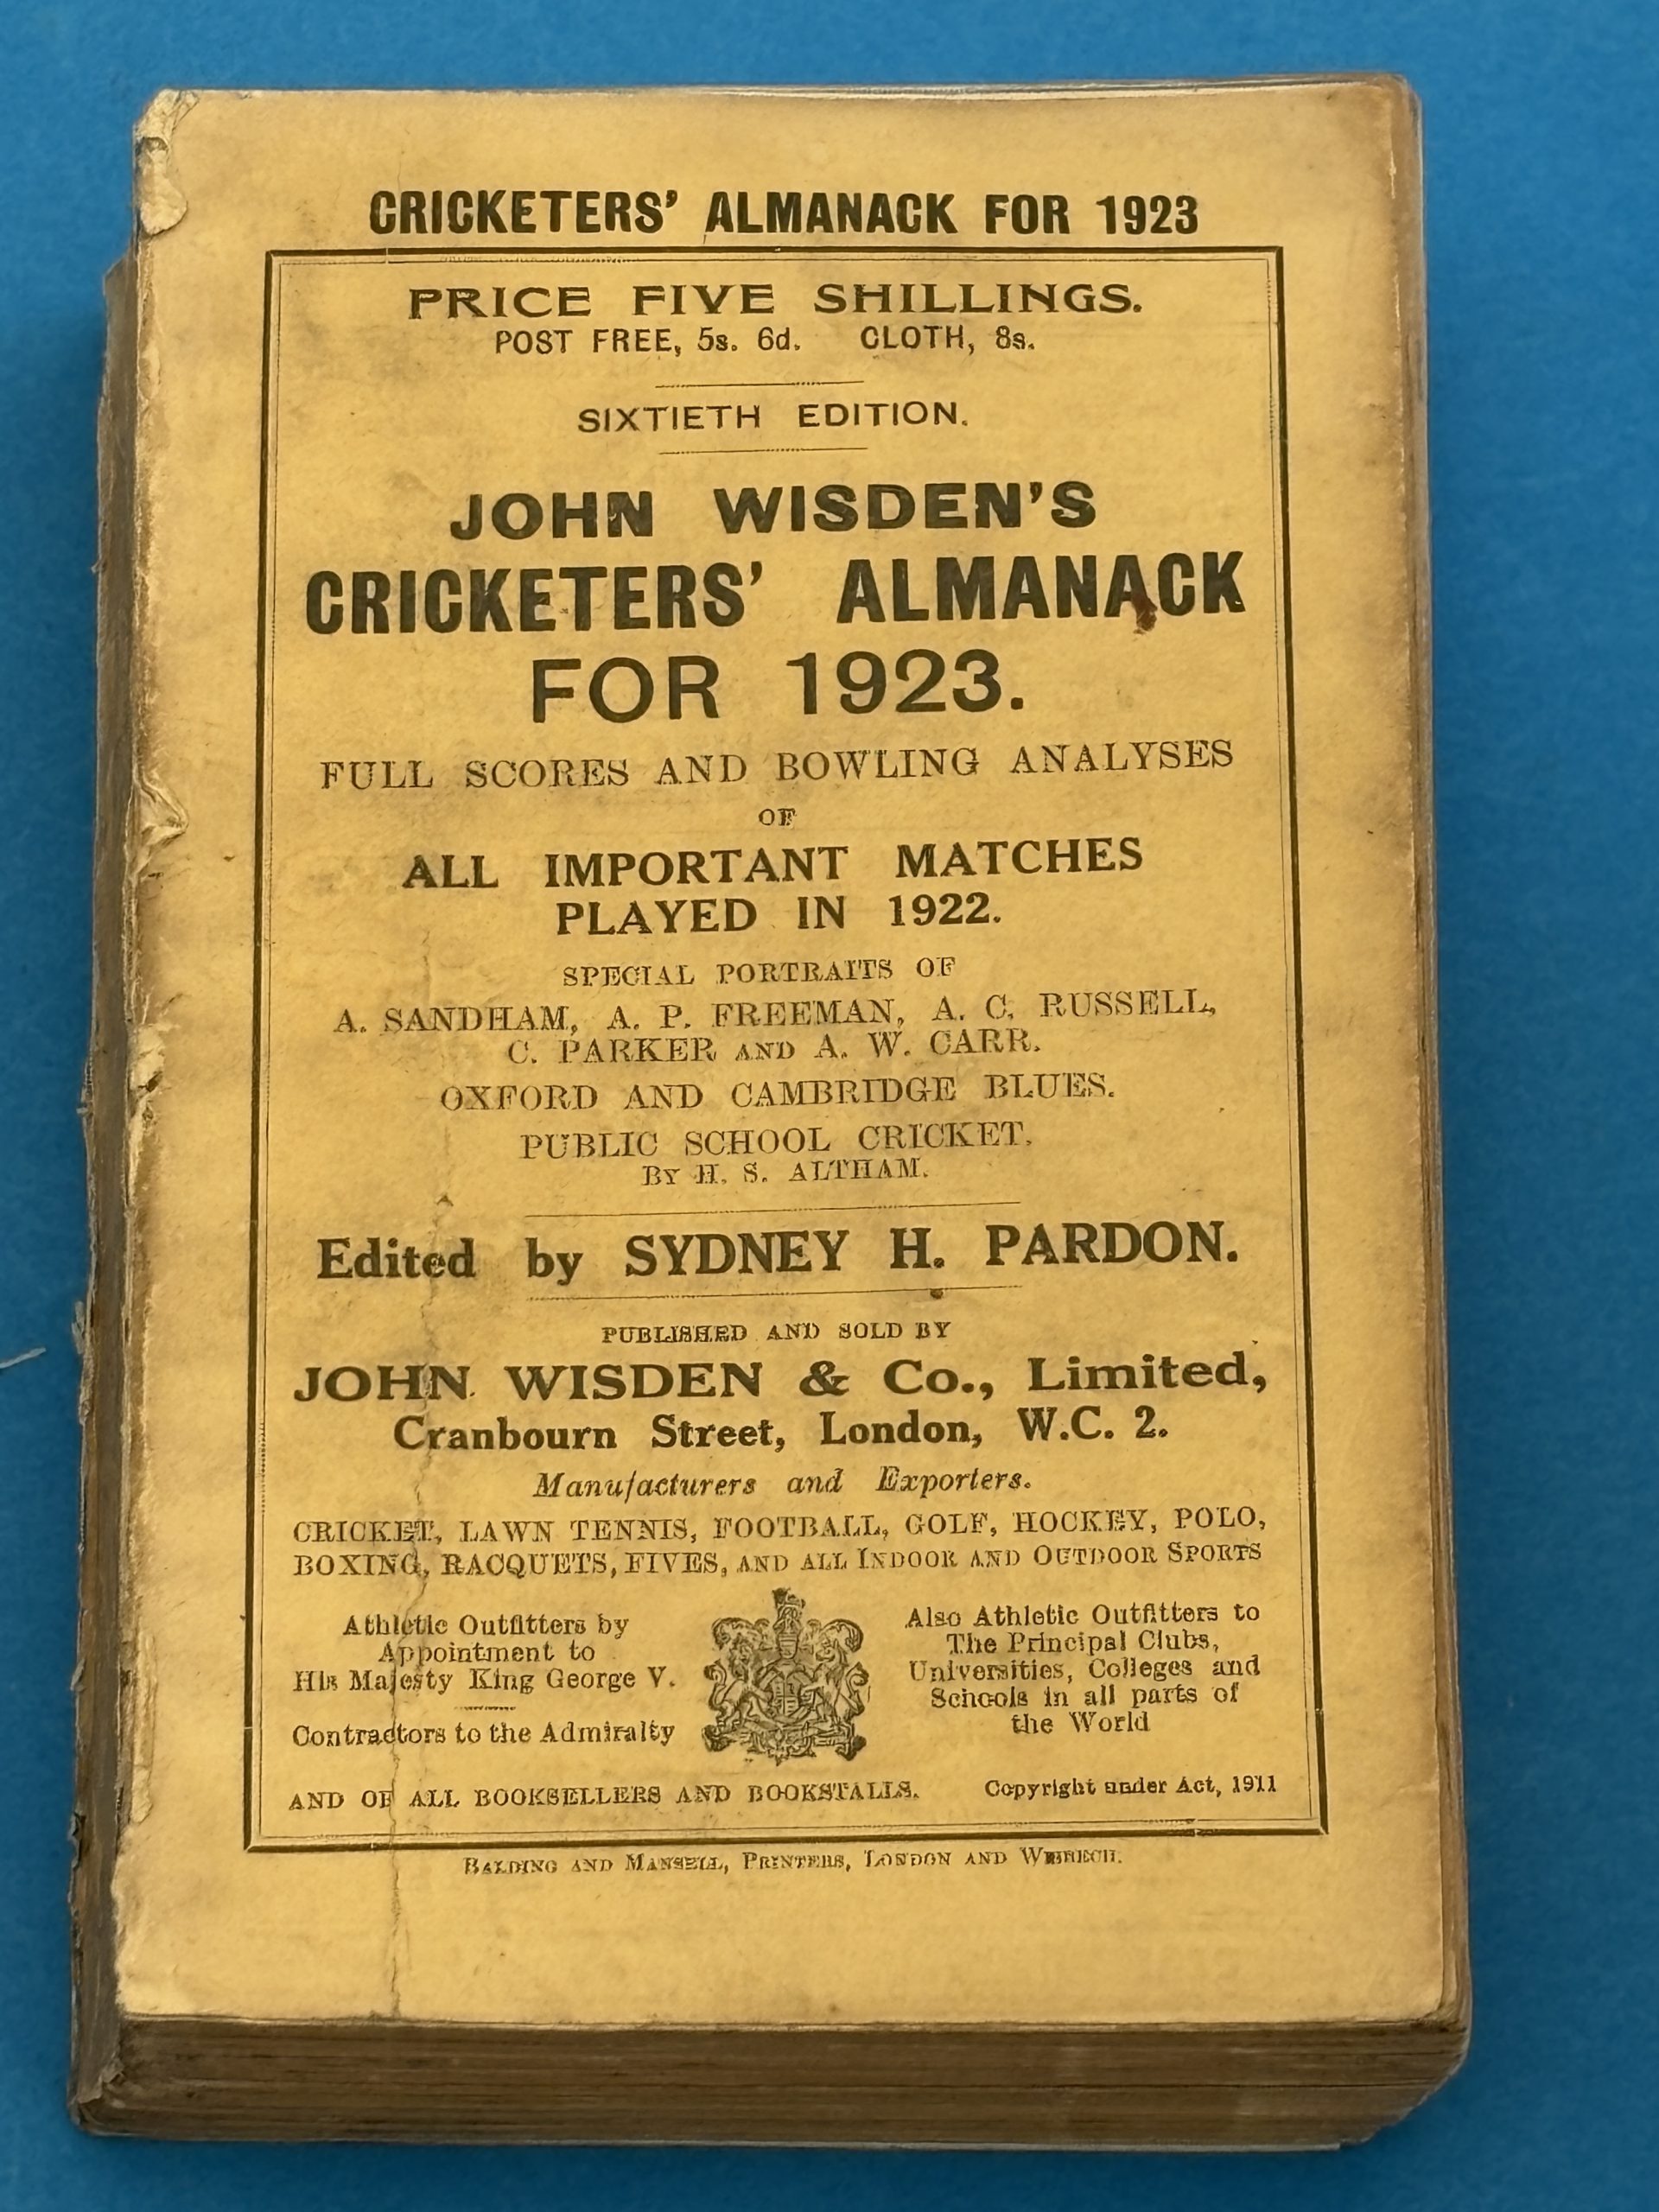 CRICKETERS' ALMANACK FOR 1923
PRICE FIVE SHILLINGS.
POST FREE, 5s. 6d. CLOTH, 8s.
SIXTIETH EDITION.
JOHN WISDEN'S
CRICKETERS' ALMANACK
FOR 1923.
FULL SCORES AND BOWLING ANALYSES
OF
ALL IMPORTANT MATCHES
PLAYED IN 1922.
SPECIAL PORTRAITS OF
A. SANDHAM, A. P. FREEMAN, A. C. RUSSELL,
C. PARKER AND A. W. CARR.
OXFORD AND CAMBRIDGE BLUES.
PUBLIC SCHOOL CRICKET.
BY H. S. ALTHAM.
Edited by SYDNEY H. PARDON.
PUBLISHED AND SOLD BY
JOHN WISDEN & Co., Limited,
Cranbourn Street, London, W.C. 2.
Manufacturers and Exporters.
CRICKET, LAWN TENNIS, FOOTBALL, GOLF, HOCKEY, POLO,
BOXING, RACQUETS, FIVES, AND ALL INDOOR AND OUTDOOR SPORTS
Athletic Outfitters by
Appointment to
His Majesty King George V.
Contractors to the Admiralty
Also Athletic Outfitters to
The Principal Clubs,
Universities, Colleges and
Schools in all parts of
the World
AND OF ALL BOOKSELLERS AND BOOKSTALLS. Copyright under Act, 1911
BALDING AND MANSELL, PRINTERS, LONDON AND WISBECH.